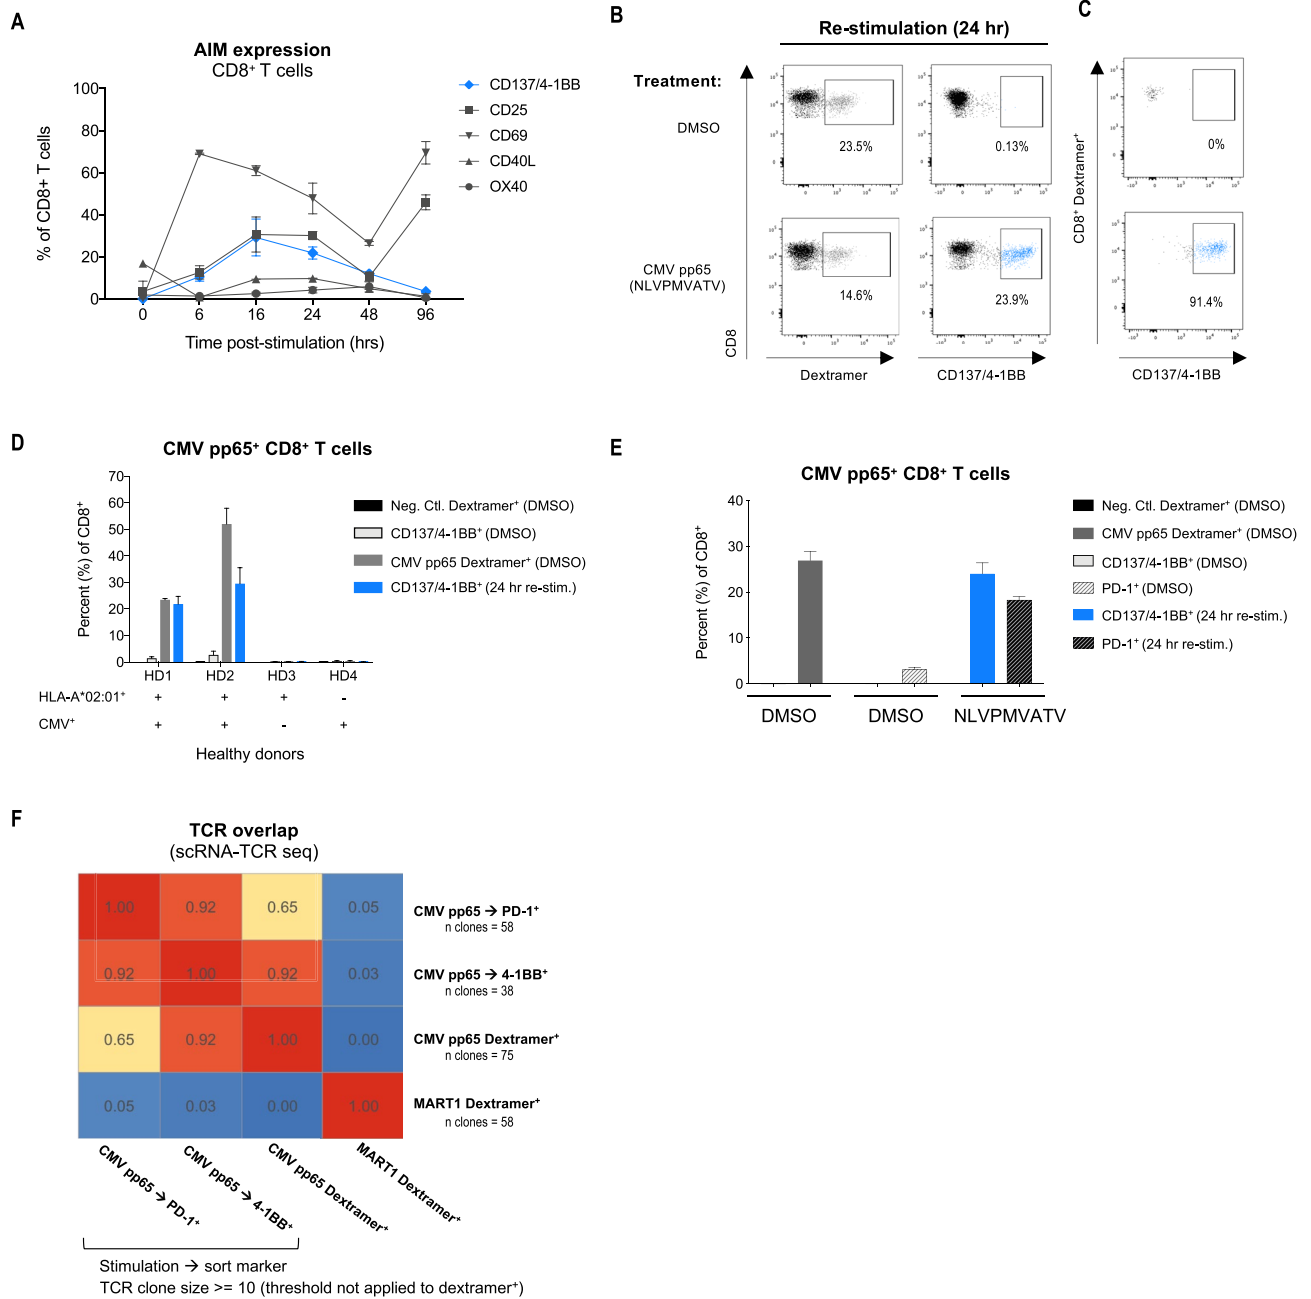 A
AIM expression
CD8⁺ T cells
CD137/4-1BB
CD25
CD69
CD40L
OX40
% of CD8+ T cells
100
80
60
40
20
0
0 6 16 24 48 96
Time post-stimulation (hrs)
B
Re-stimulation (24 hr)
Treatment:
DMSO
23.5%
0.13%
CMV pp65
(NLVPMVATV)
14.6%
23.9%
CD8
Dextramer
CD137/4-1BB
C
CD8⁺ Dextramer⁺
0%
91.4%
CD137/4-1BB
D
CMV pp65⁺ CD8⁺ T cells
Percent (%) of CD8⁺
70
60
50
40
30
20
10
0
Neg. Ctl. Dextramer⁺ (DMSO)
CD137/4-1BB⁺ (DMSO)
CMV pp65 Dextramer⁺ (DMSO)
CD137/4-1BB⁺ (24 hr re-stim.)
HD1 HD2 HD3 HD4
HLA-A*02:01⁺ + + + -
CMV⁺ + + - +
Healthy donors
E
CMV pp65⁺ CD8⁺ T cells
Percent (%) of CD8⁺
40
30
20
10
0
Neg. Ctl. Dextramer⁺ (DMSO)
CMV pp65 Dextramer⁺ (DMSO)
CD137/4-1BB⁺ (DMSO)
PD-1⁺ (DMSO)
CD137/4-1BB⁺ (24 hr re-stim.)
PD-1⁺ (24 hr re-stim.)
DMSO DMSO NLVPMVATV
F
TCR overlap
(scRNA-TCR seq)
1.00 0.92 0.65 0.05
CMV pp65 → PD-1⁺
n clones = 58
0.92 1.00 0.92 0.03
CMV pp65 → 4-1BB⁺
n clones = 38
0.65 0.92 1.00 0.00
CMV pp65 Dextramer⁺
n clones = 75
0.05 0.03 0.00 1.00
MART1 Dextramer⁺
n clones = 58
CMV pp65 → PD-1⁺
CMV pp65 → 4-1BB⁺
CMV pp65 Dextramer⁺
MART1 Dextramer⁺
Stimulation → sort marker
TCR clone size >= 10 (threshold not applied to dextramer⁺)